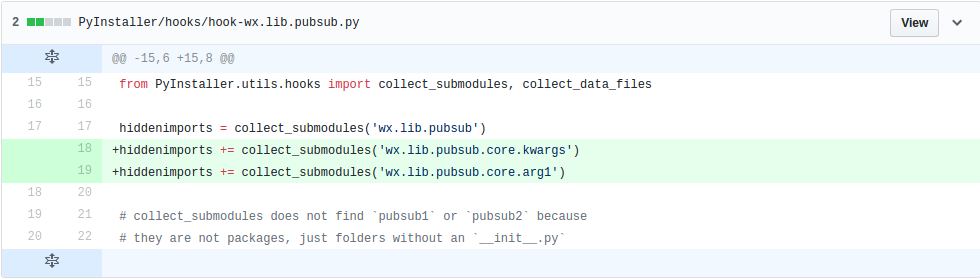 2 PyInstaller/hooks/hook-wx.lib.pubsub.py View
@@ -15,6 +15,8 @@
15 15 from PyInstaller.utils.hooks import collect_submodules, collect_data_files
16 16
17 17 hiddenimports = collect_submodules('wx.lib.pubsub')
18 +hiddenimports += collect_submodules('wx.lib.pubsub.core.kwargs')
19 +hiddenimports += collect_submodules('wx.lib.pubsub.core.arg1')
18 20
19 21 # collect_submodules does not find `pubsub1` or `pubsub2` because
20 22 # they are not packages, just folders without an `__init__.py`